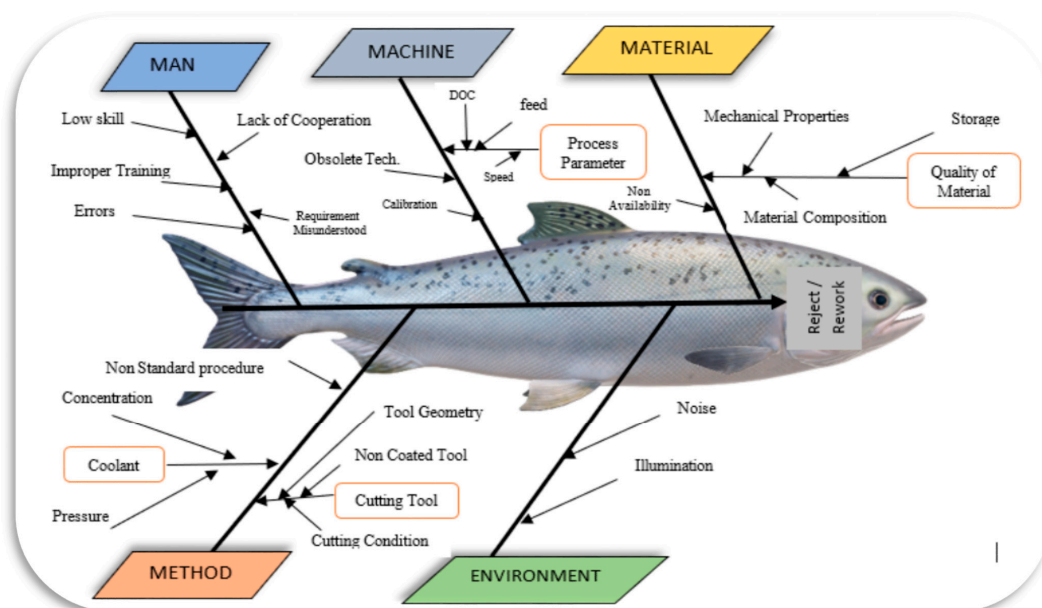 MAN
MACHINE
MATERIAL
Low skill
Lack of Cooperation
Improper Training
Errors
Requirement
Misunderstood
DOC
feed
Process
Parameter
Speed
Obsolete Tech.
Calibration
Mechanical Properties
Storage
Quality of
Material
Non
Availability
Material Composition
Reject /
Rework
Non Standard procedure
Concentration
Coolant
Pressure
Tool Geometry
Non Coated Tool
Cutting Tool
Cutting Condition
Noise
Illumination
METHOD
ENVIRONMENT